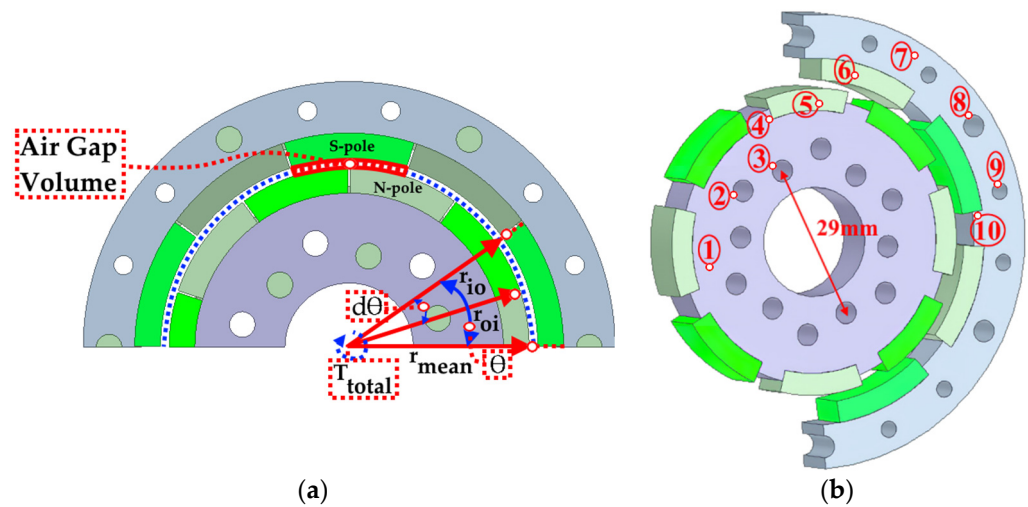 Air Gap
Volume
S-pole
N-pole
r_io
dΘ
r_oi
r_mean
Θ
T_total
(a)
7
6
5
8
4
3
9
2
29mm
10
1
(b)